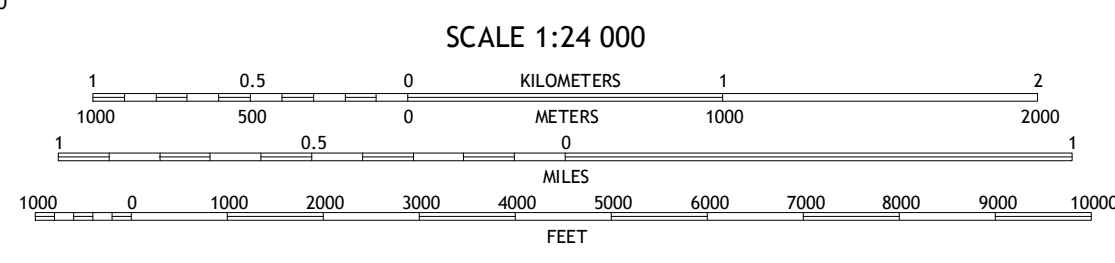 SCALE 1:24 000
1 0.5 0 KILOMETERS 1 2
1000 500 0 METERS 1000 2000
1 0.5 0 1
MILES
1000 0 1000 2000 3000 4000 5000 6000 7000 8000 9000 10000
FEET